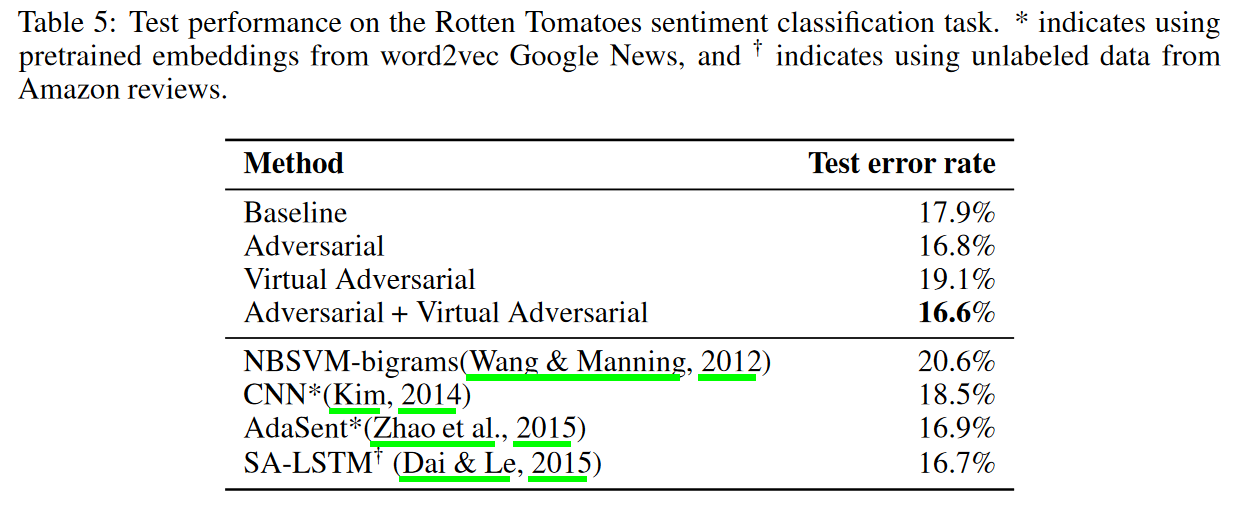 Table 5: Test performance on the Rotten Tomatoes sentiment classification task. * indicates using
pretrained embeddings from word2vec Google News, and † indicates using unlabeled data from
Amazon reviews.
Method Test error rate
Baseline 17.9%
Adversarial 16.8%
Virtual Adversarial 19.1%
Adversarial + Virtual Adversarial 16.6%
NBSVM-bigrams(Wang & Manning, 2012) 20.6%
CNN*(Kim, 2014) 18.5%
AdaSent*(Zhao et al., 2015) 16.9%
SA-LSTM† (Dai & Le, 2015) 16.7%